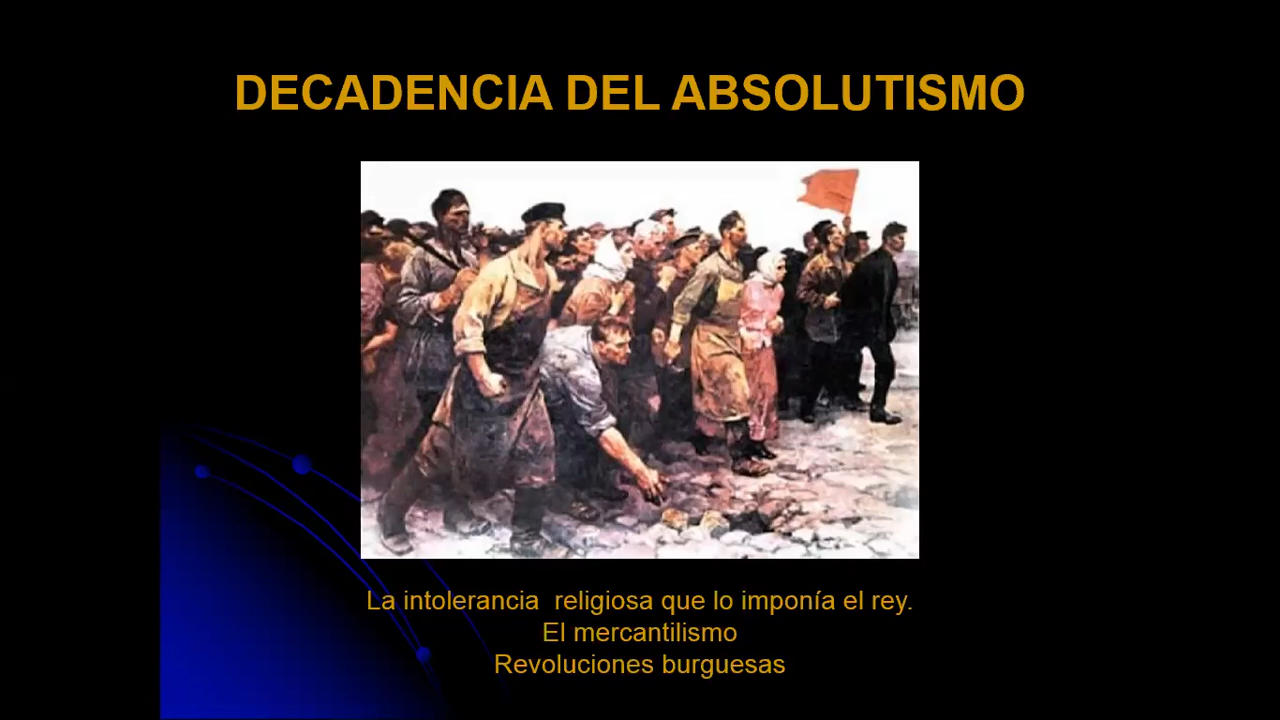 DECADENCIA DEL ABSOLUTISMO
La intolerancia  religiosa que lo imponía el rey.
El mercantilismo
Revoluciones burguesas